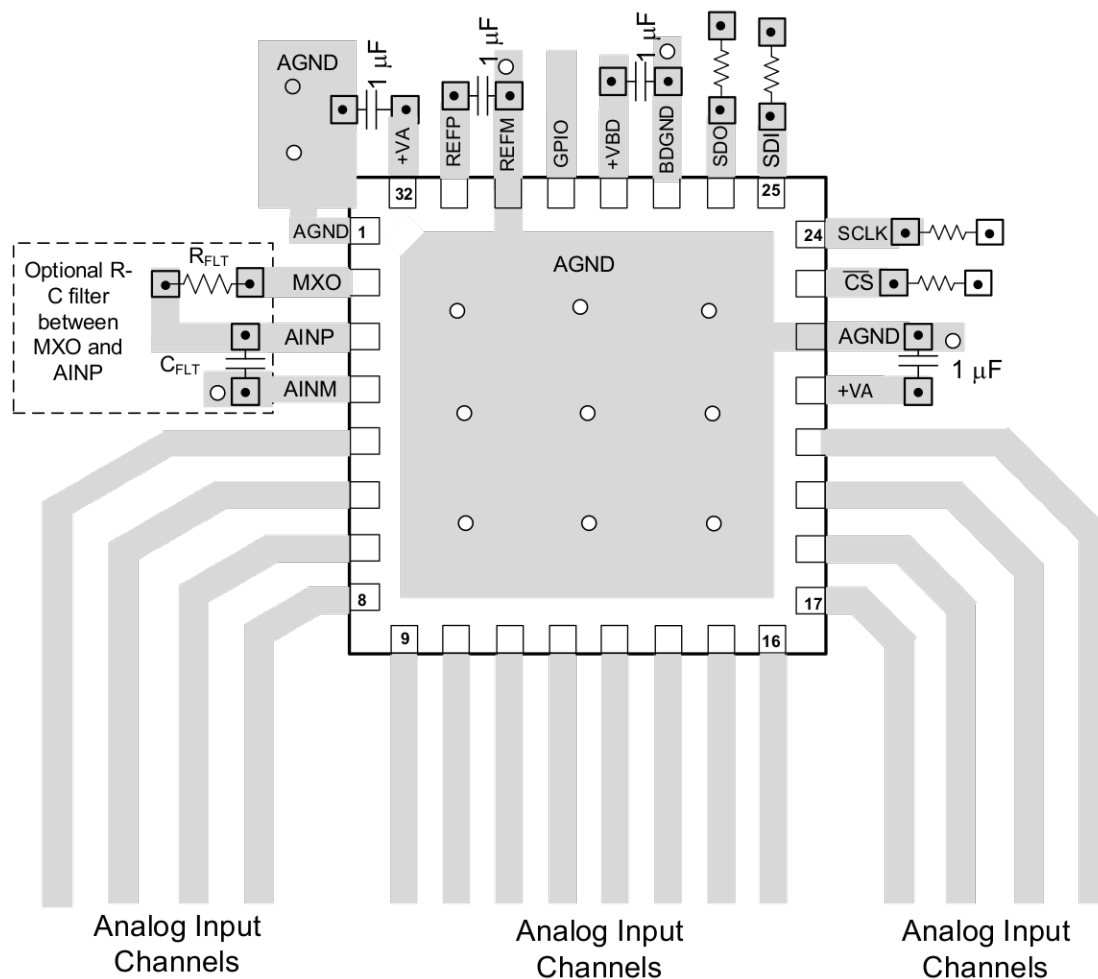 AGND
1 μF
1 μF
1 μF
+VA
REFP
REFM
GPIO
+VBD
BDGND
SDO
SDI
32
25
AGND
1
24
SCLK
Optional R-
C filter
between
MXO and
AINP
RFLT
MXO
AINP
CFLT
AINM
AGND
CS
AGND
1 μF
+VA
8
17
9
16
Analog Input
Channels
Analog Input
Channels
Analog Input
Channels